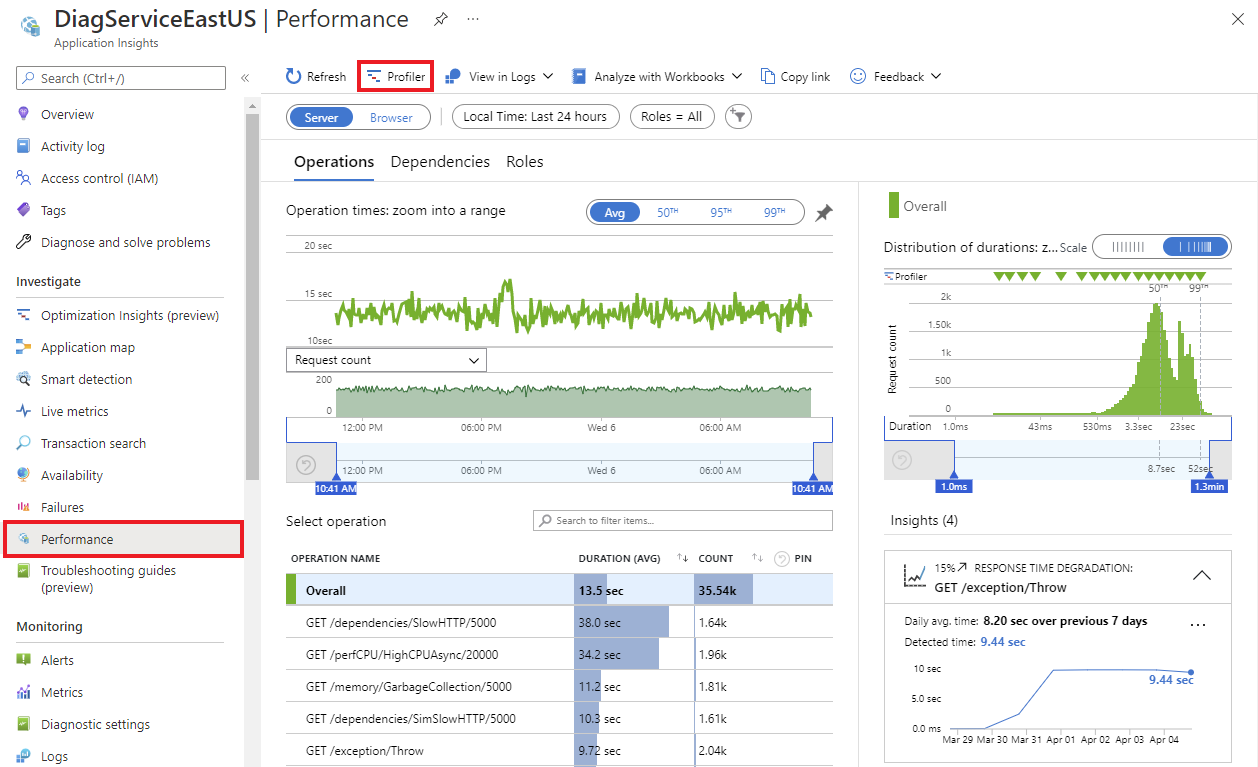 DiagServiceEastUS | Performance
Application Insights
Search (Ctrl+/)
Overview
Activity log
Access control (IAM)
Tags
Diagnose and solve problems
Investigate
Optimization Insights (preview)
Application map
Smart detection
Live metrics
Transaction search
Availability
Failures
Performance
Troubleshooting guides
(preview)
Monitoring
Alerts
Metrics
Diagnostic settings
Logs
Refresh
Profiler
View in Logs
Analyze with Workbooks
Copy link
Feedback
Server
Browser
Local Time: Last 24 hours
Roles = All
Operations
Dependencies
Roles
Operation times: zoom into a range
Avg
50TH
95TH
99TH
20 sec
15 sec
10sec
Request count
200
0
12:00 PM
06:00 PM
Wed 6
06:00 AM
12:00 PM
06:00 PM
Wed 6
06:00 AM
10:41 AM
10:41 AM
Select operation
Search to filter items...
OPERATION NAME DURATION (AVG) COUNT PIN
Overall 13.5 sec 35.54k
GET /dependencies/SlowHTTP/5000 38.0 sec 1.64k
GET /perfCPU/HighCPUAsync/20000 34.2 sec 1.96k
GET /memory/GarbageCollection/5000 11.2 sec 1.81k
GET /dependencies/SimSlowHTTP/5000 10.3 sec 1.61k
GET /exception/Throw 9.72 sec 2.04k
Overall
Distribution of durations: z... Scale
Profiler
50TH
99TH
2k
1.50k
1k
500
0
Request count
Duration
1.0ms
43ms
530ms
3.3sec
23sec
8.7sec
52sec
1.0ms
1.3min
Insights (4)
15% RESPONSE TIME DEGRADATION:
GET /exception/Throw
Daily avg. time: 8.20 sec over previous 7 days
Detected time: 9.44 sec
10 sec
5.0 sec
0.0 ms
9.44 sec
Mar 29 Mar 30 Mar 31 Apr 01 Apr 02 Apr 03 Apr 04